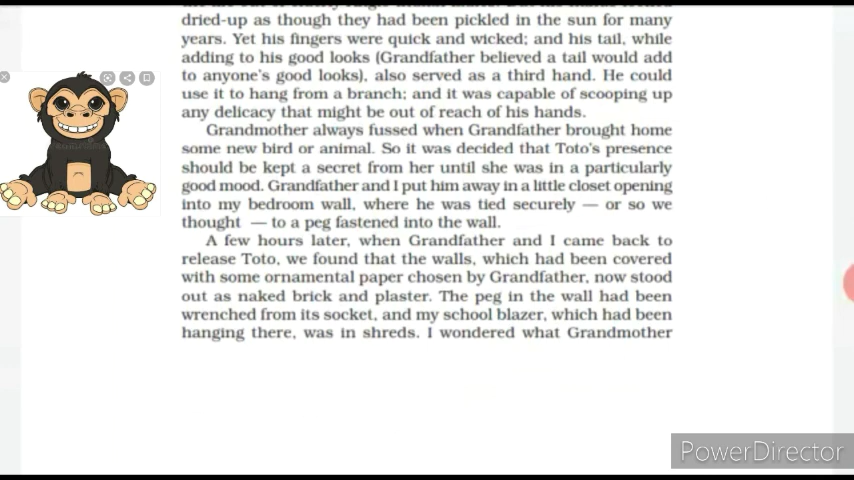 dried-up as though they had been pickled in the sun for many
years. Yet his fingers were quick and wicked; and his tail, while
adding to his good looks (Grandfather believed a tail would add
to anyone's good looks), also served as a third hand. He could
use it to hang from a branch; and it was capable of scooping up
any delicacy that might be out of reach of his hands.
Grandmother always fussed when Grandfather brought home
some new bird or animal. So it was decided that Toto's presence
should be kept a secret from her until she was in a particularly
good mood. Grandfather and I put him away in a little closet opening
into my bedroom wall, where he was tied securely — or so we
thought — to a peg fastened into the wall.
A few hours later, when Grandfather and I came back to
release Toto, we found that the walls, which had been covered
with some ornamental paper chosen by Grandfather, now stood
out as naked brick and plaster. The peg in the wall had been
wrenched from its socket, and my school blazer, which had been
hanging there, was in shreds. I wondered what Grandmother
PowerDirector